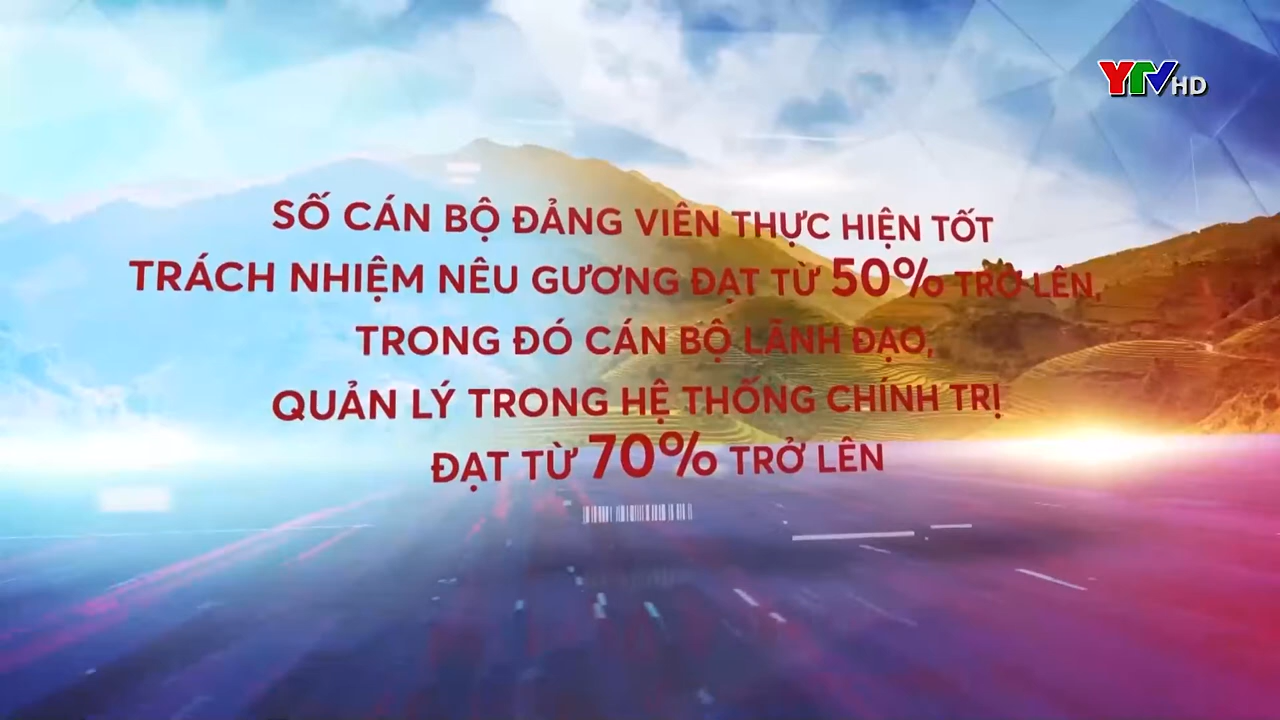 YTV HD
SỐ CÁN BỘ ĐẢNG VIÊN THỰC HIỆN TỐT
TRÁCH NHIỆM NÊU GƯƠNG ĐẠT TỪ 50% TRỞ LÊN,
TRONG ĐÓ CÁN BỘ LÃNH ĐẠO,
QUẢN LÝ TRONG HỆ THỐNG CHÍNH TRỊ
ĐẠT TỪ 70% TRỞ LÊN